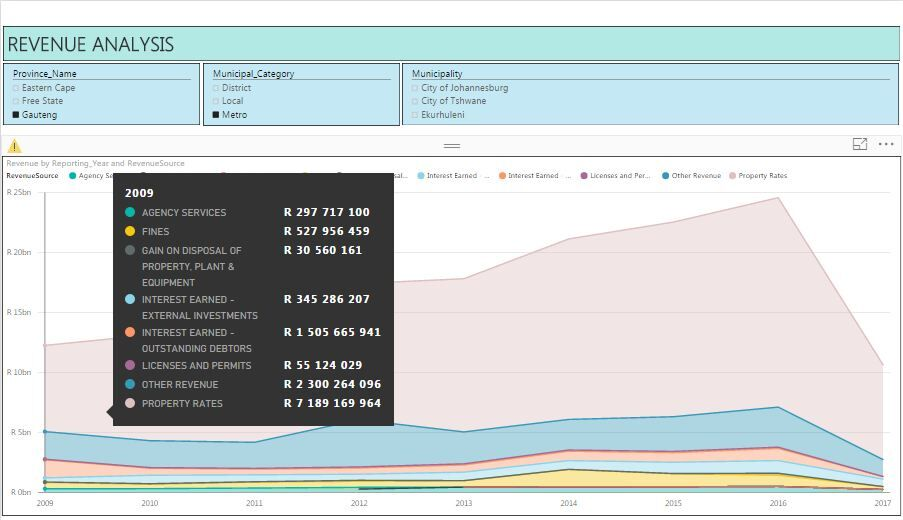 REVENUE ANALYSIS
Province_Name
Eastern Cape
Free State
Gauteng
Municipal_Category
District
Local
Metro
Municipality
City of Johannesburg
City of Tshwane
Ekurhuleni
Revenue by Reporting_Year and RevenueSource
RevenueSource Agency Interest Earned - ... Interest Earned - ... Licenses and Per... Other Revenue Property Rates
R 25bn
R 20bn
R 15bn
R 10bn
R 5bn
R 0bn
2009
AGENCY SERVICES R 297 717 100
FINES R 527 956 459
GAIN ON DISPOSAL OF R 30 560 161
PROPERTY, PLANT &
EQUIPMENT
INTEREST EARNED - R 345 286 207
EXTERNAL INVESTMENTS
INTEREST EARNED - R 1 505 665 941
OUTSTANDING DEBTORS
LICENSES AND PERMITS R 55 124 029
OTHER REVENUE R 2 300 264 096
PROPERTY RATES R 7 189 169 964
2009 2010 2011 2012 2013 2014 2015 2016 2017